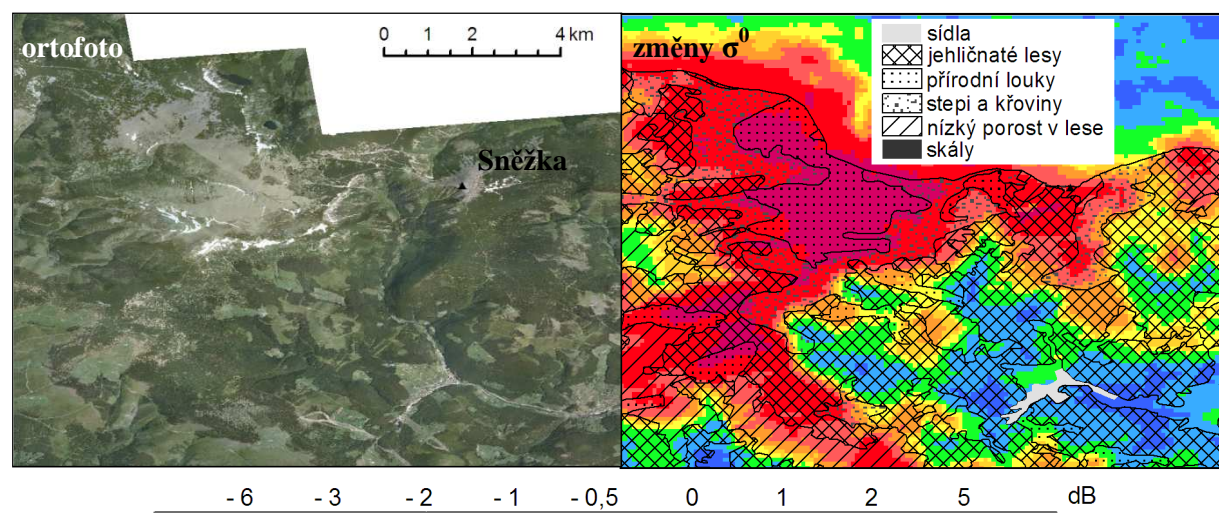 ortofoto
0 1 2 4 km
Sněžka
změny σ⁰
sídla
jehličnaté lesy
přírodní louky
stepi a křoviny
nízký porost v lese
skály
- 6 - 3 - 2 - 1 - 0,5 0 1 2 5 dB